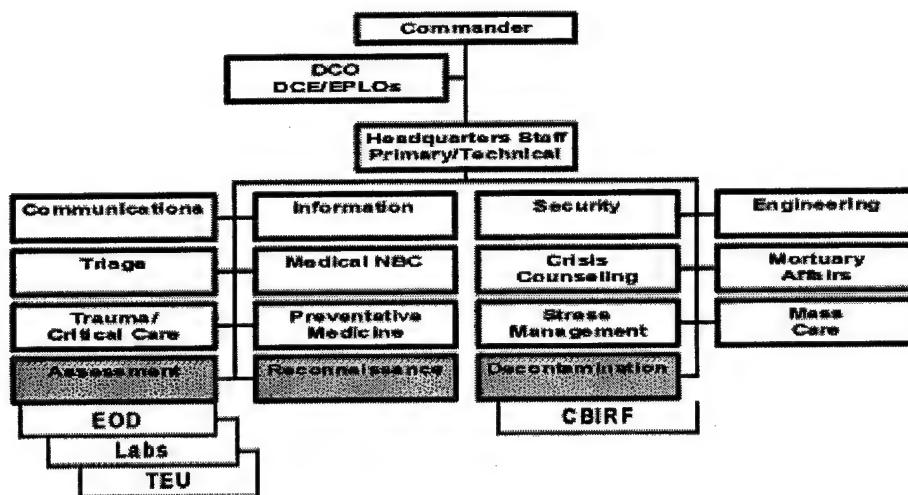 Commander
DCO
DCE/EPLOs
Headquarters Staff
Primary/Technical
Communications
Information
Security
Engineering
Triage
Medical NBC
Crisis
Counseling
Mortuary
Affairs
Trauma/
Critical Care
Preventative
Medicine
Stress
Management
Mass
Care
Assessment
Reconnaissance
Decontamination
EOD
CBIRF
Labs
TEU